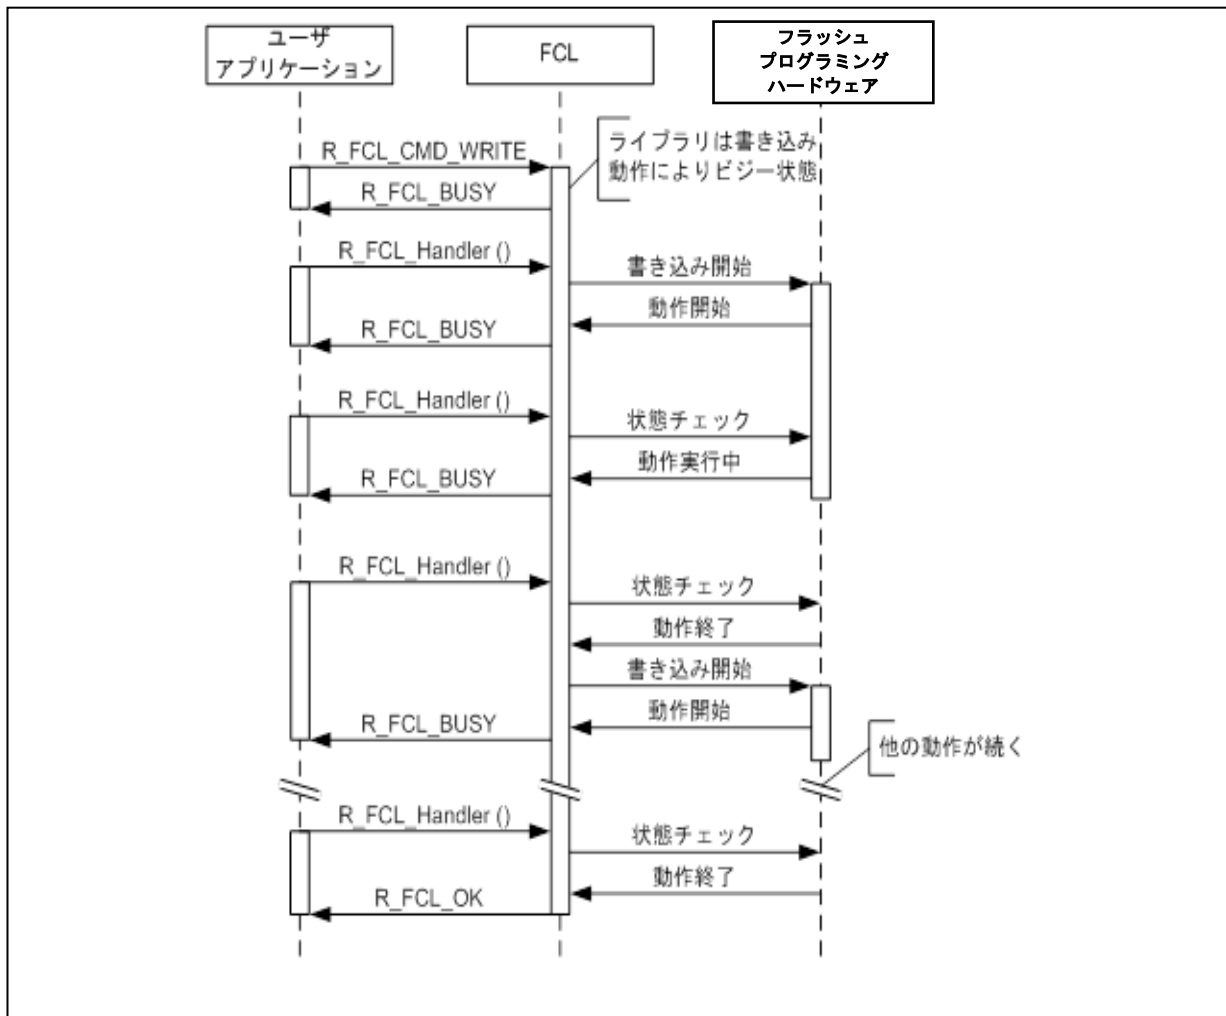 ユーザ
アプリケーション
FCL
フラッシュ
プログラミング
ハードウェア
ライブラリは書き込み
動作によりビジー状態
R_FCL_CMD_WRITE
R_FCL_BUSY
R_FCL_Handler ()
書き込み開始
動作開始
R_FCL_BUSY
R_FCL_Handler ()
状態チェック
動作実行中
R_FCL_BUSY
R_FCL_Handler ()
状態チェック
動作終了
書き込み開始
動作開始
R_FCL_BUSY
他の動作が続く
R_FCL_Handler ()
状態チェック
動作終了
R_FCL_OK